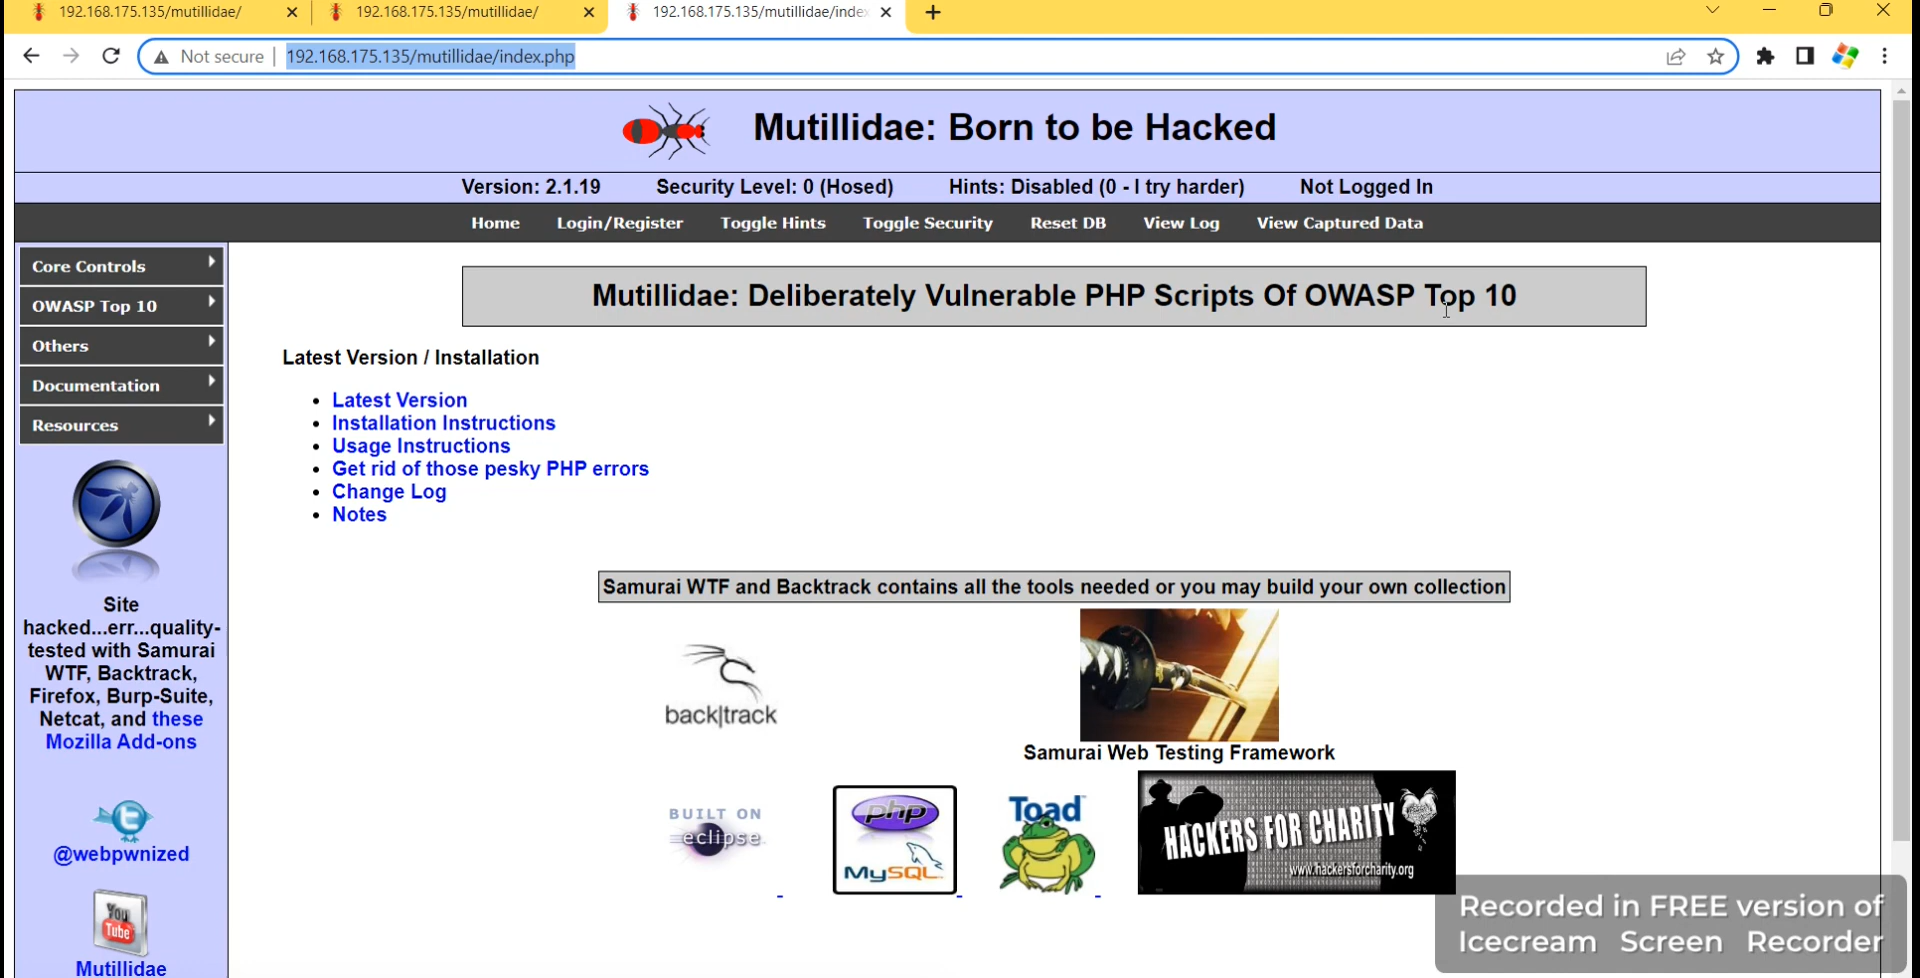 192.168.175.135/mutillidae/
192.168.175.135/mutillidae/
192.168.175.135/mutillidae/inde
Not secure
192.168.175.135/mutillidae/index.php
Mutillidae: Born to be Hacked
Version: 2.1.19 Security Level: 0 (Hosed) Hints: Disabled (0 - I try harder) Not Logged In
Home Login/Register Toggle Hints Toggle Security Reset DB View Log View Captured Data
Core Controls
OWASP Top 10
Others
Documentation
Resources
Site
hacked...err...quality-
tested with Samurai
WTF, Backtrack,
Firefox, Burp-Suite,
Netcat, and these
Mozilla Add-ons
@webpwnized
You
Tube
Mutillidae
Mutillidae: Deliberately Vulnerable PHP Scripts Of OWASP Top 10
Latest Version / Installation
Latest Version
Installation Instructions
Usage Instructions
Get rid of those pesky PHP errors
Change Log
Notes
Samurai WTF and Backtrack contains all the tools needed or you may build your own collection
back|track
Samurai Web Testing Framework
BUILT ON
eclipse
php
MySQL
Toad
HACKERS FOR CHARITY
www.hackersforcharity.org
Recorded in FREE version of
Icecream Screen Recorder